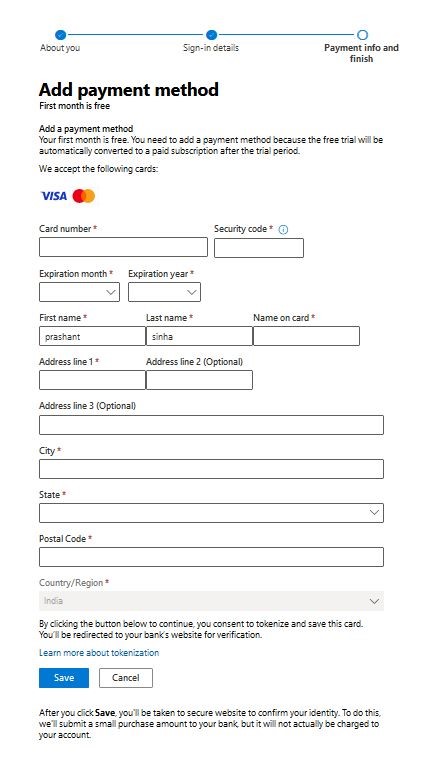 About you
Sign-in details
Payment info and
finish
Add payment method
First month is free
Add a payment method
Your first month is free. You need to add a payment method because the free trial will be
automatically converted to a paid subscription after the trial period.
We accept the following cards:
VISA
Card number *
Security code *
Expiration month *
Expiration year *
First name *
Last name *
Name on card *
prashant
sinha
Address line 1 *
Address line 2 (Optional)
Address line 3 (Optional)
City *
State *
Postal Code *
Country/Region *
India
By clicking the button below to continue, you consent to tokenize and save this card.
You'll be redirected to your bank's website for verification.
Learn more about tokenization
Save
Cancel
After you click Save, you'll be taken to secure website to confirm your identity. To do this,
we'll submit a small purchase amount to your bank, but it will not actually be charged to
your account.